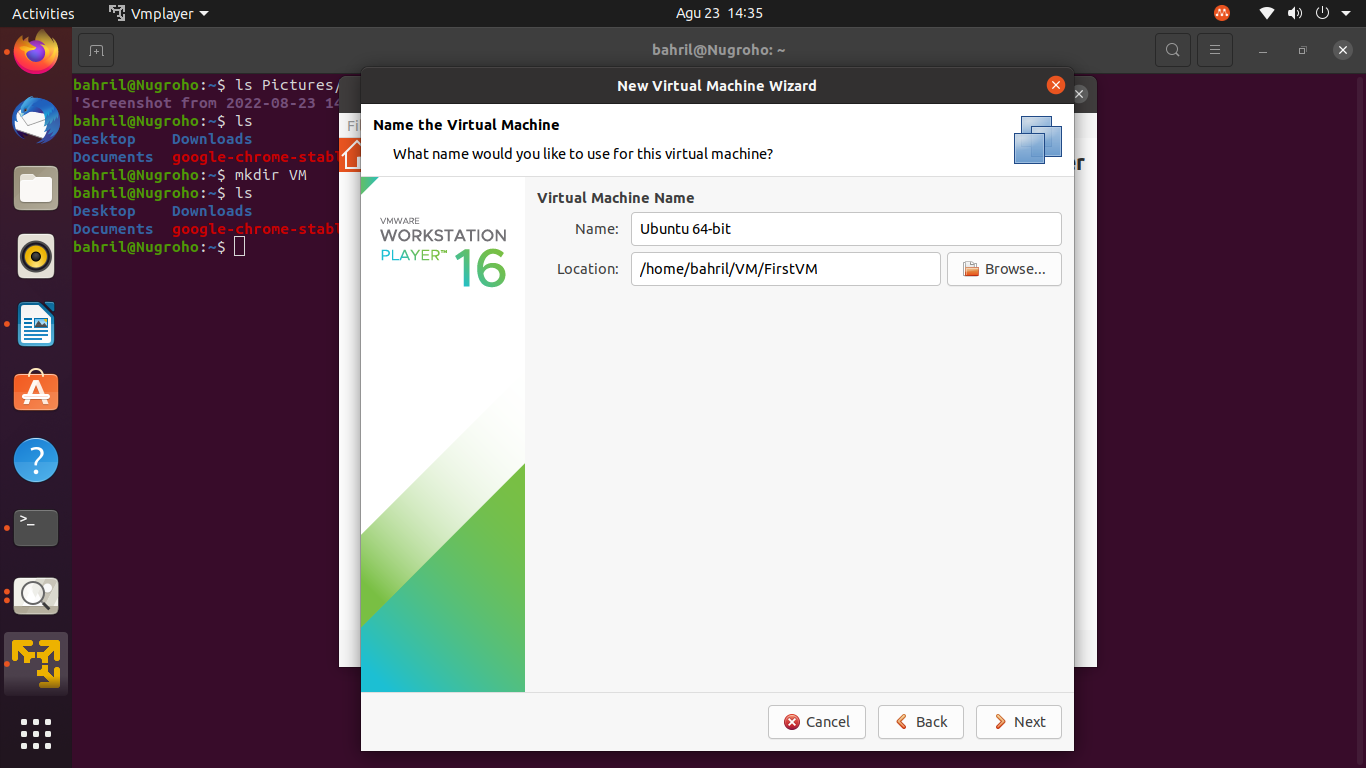 Activities
Vmplayer
Agu 23 14:35
bahril@Nugroho: ~
bahril@Nugroho:~$ ls Pictures/
'Screenshot from 2022-08-23 14
bahril@Nugroho:~$ ls
Desktop Downloads
Documents google-chrome-stabl
bahril@Nugroho:~$ mkdir VM
bahril@Nugroho:~$ ls
Desktop Downloads
Documents google-chrome-stabl
bahril@Nugroho:~$
New Virtual Machine Wizard
Name the Virtual Machine
What name would you like to use for this virtual machine?
er
VMWARE
WORKSTATION
PLAYER™ 16
Virtual Machine Name
Name: Ubuntu 64-bit
Location: /home/bahril/VM/FirstVM
Browse...
Cancel
Back
Next